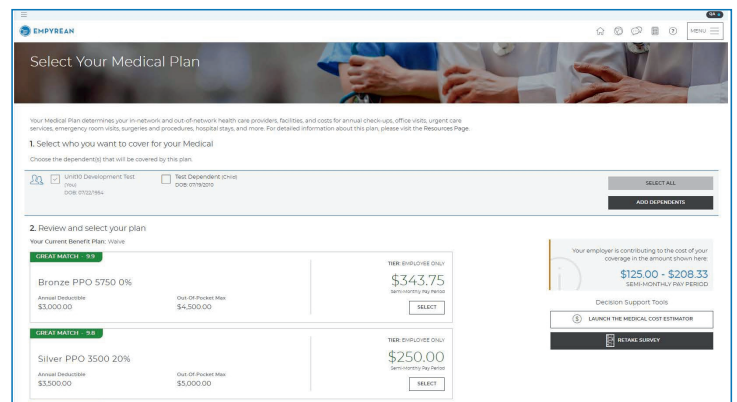 QA
EMPYREAN
MENU
Select Your Medical Plan
Your Medical Plan determines your in-network and out-of-network health care providers, facilities, and costs for annual check-ups, office visits, urgent care
services, emergency room visits, surgeries and procedures, hospital stays, and more. For detailed information about this plan, please visit the Resources Page.
1. Select who you want to cover for your Medical
Choose the dependent(s) that will be covered by this plan.
Unit10 Development Test
(You)
DOB: 07/22/1994
Test Dependent (Child)
DOB: 07/19/2010
SELECT ALL
ADD DEPENDENTS
2. Review and select your plan
Your Current Benefit Plan: Waive
GREAT MATCH - 9.9
Bronze PPO 5750 0%
Annual Deductible
$3,000.00
Out-Of-Pocket Max
$4,500.00
TIER: EMPLOYEE ONLY
$343.75
Semi-Monthly Pay Period
SELECT
GREAT MATCH - 9.8
Silver PPO 3500 20%
Annual Deductible
$3,500.00
Out-Of-Pocket Max
$5,000.00
TIER: EMPLOYEE ONLY
$250.00
Semi-Monthly Pay Period
SELECT
Your employer is contributing to the cost of your
coverage in the amount shown here:
$125.00 - $208.33
SEMI-MONTHLY PAY PERIOD
Decision Support Tools
LAUNCH THE MEDICAL COST ESTIMATOR
RETAKE SURVEY